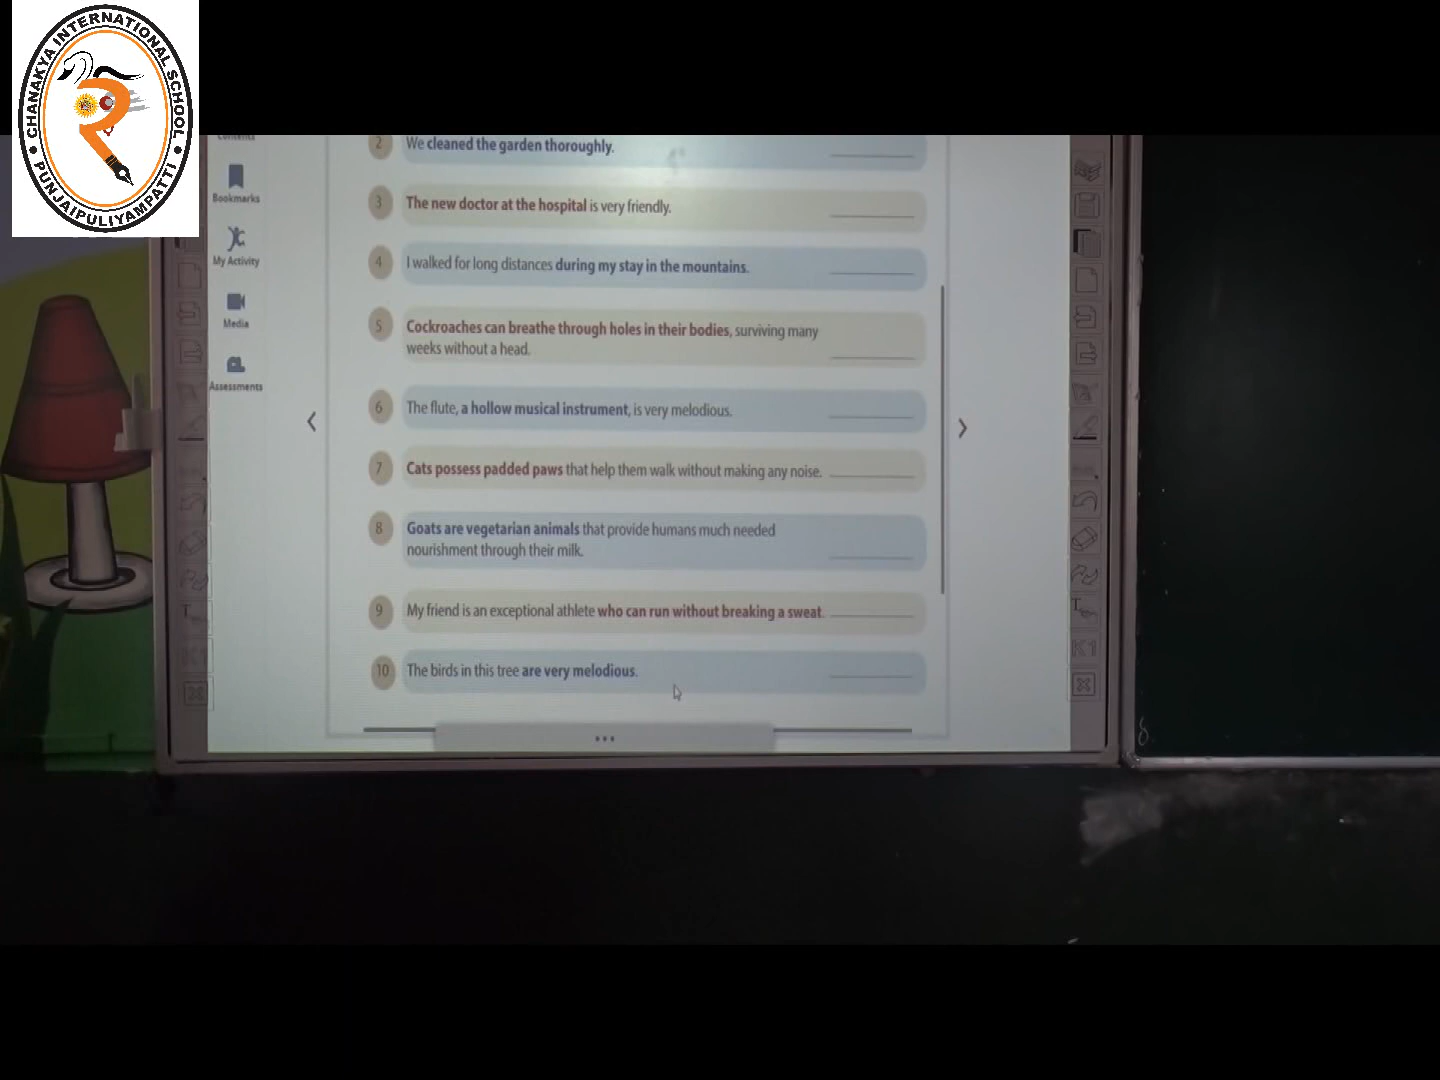 CHANAKYA INTERNATIONAL SCHOOL
PUNJAIPULIYAMPATTI
Contents
Bookmarks
My Activity
Media
Assessments
2 We cleaned the garden thoroughly.
3 The new doctor at the hospital is very friendly.
4 I walked for long distances during my stay in the mountains.
5 Cockroaches can breathe through holes in their bodies, surviving many
weeks without a head.
6 The flute, a hollow musical instrument, is very melodious.
7 Cats possess padded paws that help them walk without making any noise.
8 Goats are vegetarian animals that provide humans much needed
nourishment through their milk.
9 My friend is an exceptional athlete who can run without breaking a sweat.
10 The birds in this tree are very melodious.